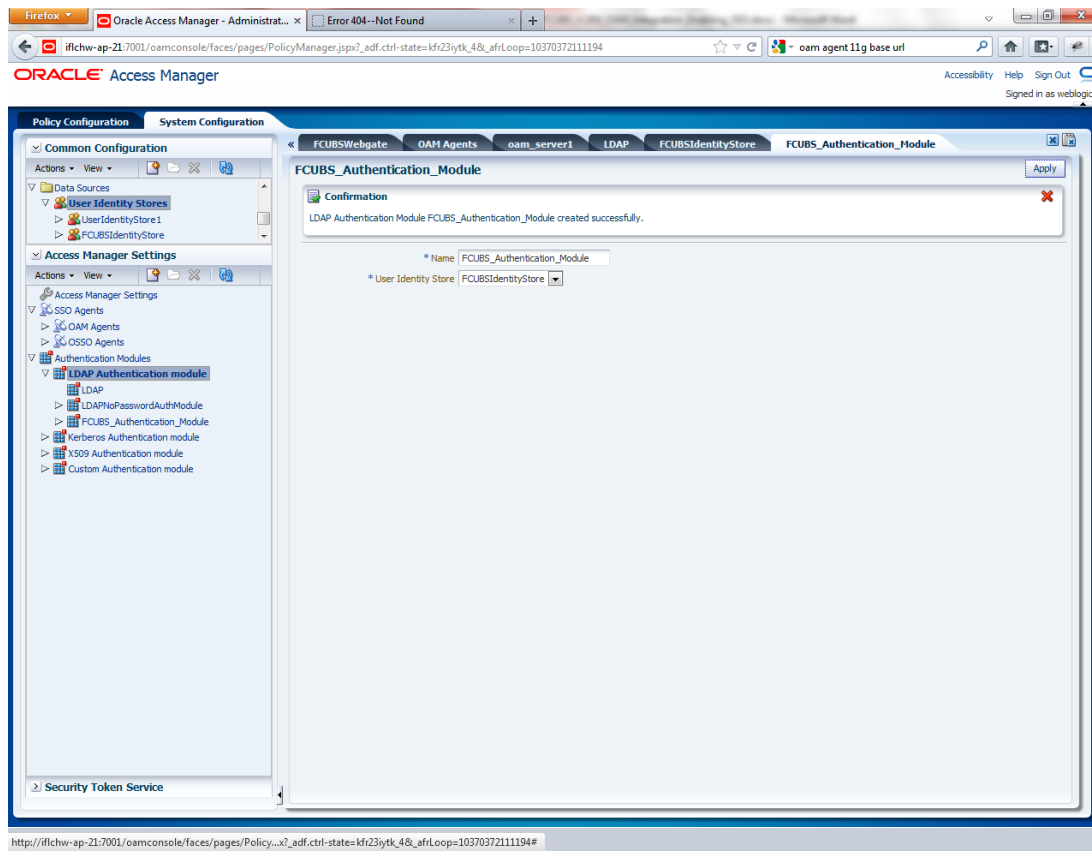 Firefox
Oracle Access Manager - Administrat... ×
Error 404--Not Found ×
+
iflchw-ap-21:7001/oamconsole/faces/pages/PolicyManager.jspx?_adf.ctrl-state=kfr23iytk_4&_afrLoop=10370372111194
oam agent 11g base url
ORACLE Access Manager
Accessibility Help Sign Out
Signed in as weblogic
Policy Configuration System Configuration
Common Configuration
Actions View
Data Sources
User Identity Stores
UserIdentityStore1
FCUBSIdentityStore
Access Manager Settings
Actions View
Access Manager Settings
SSO Agents
OAM Agents
OSSO Agents
Authentication Modules
LDAP Authentication module
LDAP
LDAPNoPasswordAuthModule
FCUBS_Authentication_Module
Kerberos Authentication module
X509 Authentication module
Custom Authentication module
Security Token Service
« FCUBSWebgate OAM Agents oam_server1 LDAP FCUBSIdentityStore FCUBS_Authentication_Module
FCUBS_Authentication_Module
Apply
Confirmation
LDAP Authentication Module FCUBS_Authentication_Module created successfully.
* Name FCUBS_Authentication_Module
* User Identity Store FCUBSIdentityStore
http://iflchw-ap-21:7001/oamconsole/faces/pages/Policy...x?_adf.ctrl-state=kfr23iytk_4&_afrLoop=10370372111194#